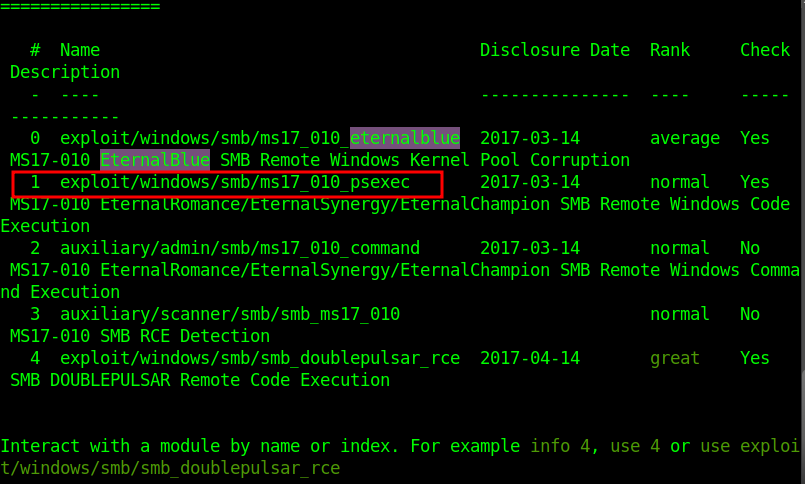 ================
# Name Disclosure Date Rank Check
Description
- ---- --------------- ---- -----
-----------
0 exploit/windows/smb/ms17_010_eternalblue 2017-03-14 average Yes
MS17-010 EternalBlue SMB Remote Windows Kernel Pool Corruption
1 exploit/windows/smb/ms17_010_psexec 2017-03-14 normal Yes
MS17-010 EternalRomance/EternalSynergy/EternalChampion SMB Remote Windows Code
Execution
2 auxiliary/admin/smb/ms17_010_command 2017-03-14 normal No
MS17-010 EternalRomance/EternalSynergy/EternalChampion SMB Remote Windows Comma
nd Execution
3 auxiliary/scanner/smb/smb_ms17_010 normal No
MS17-010 SMB RCE Detection
4 exploit/windows/smb/smb_doublepulsar_rce 2017-04-14 great Yes
SMB DOUBLEPULSAR Remote Code Execution
Interact with a module by name or index. For example info 4, use 4 or use exploi
t/windows/smb/smb_doublepulsar_rce